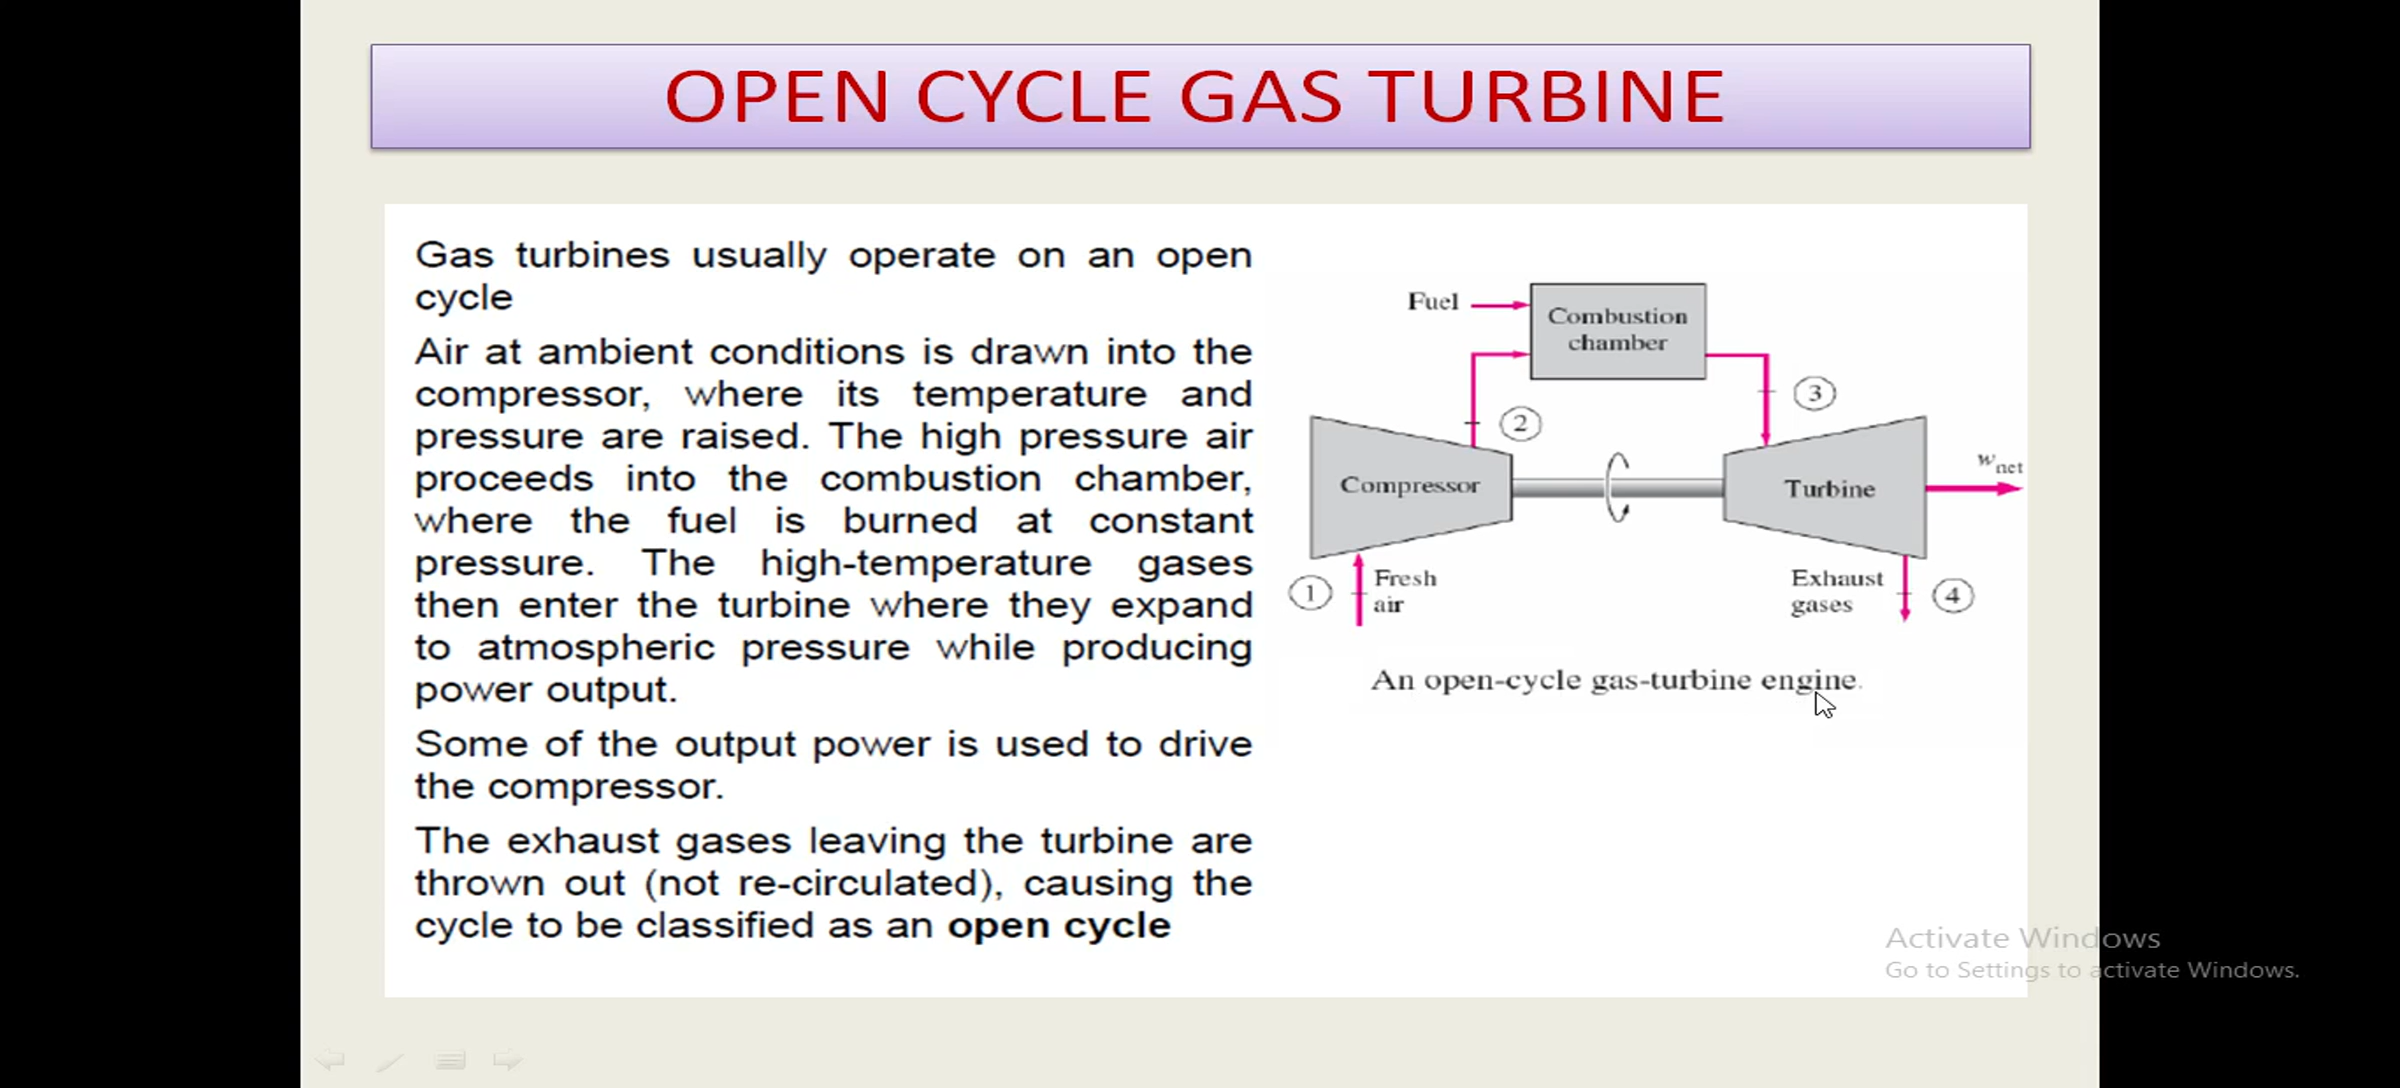 OPEN CYCLE GAS TURBINE
Gas turbines usually operate on an open
cycle
Air at ambient conditions is drawn into the
compressor, where its temperature and
pressure are raised. The high pressure air
proceeds into the combustion chamber,
where the fuel is burned at constant
pressure. The high-temperature gases
then enter the turbine where they expand
to atmospheric pressure while producing
power output.
Some of the output power is used to drive
the compressor.
The exhaust gases leaving the turbine are
thrown out (not re-circulated), causing the
cycle to be classified as an open cycle
Fuel
Combustion
chamber
2
3
Compressor
Turbine
wnet
1
Fresh
air
Exhaust
gases
4
An open-cycle gas-turbine engine.
Activate Windows
Go to Settings to activate Windows.